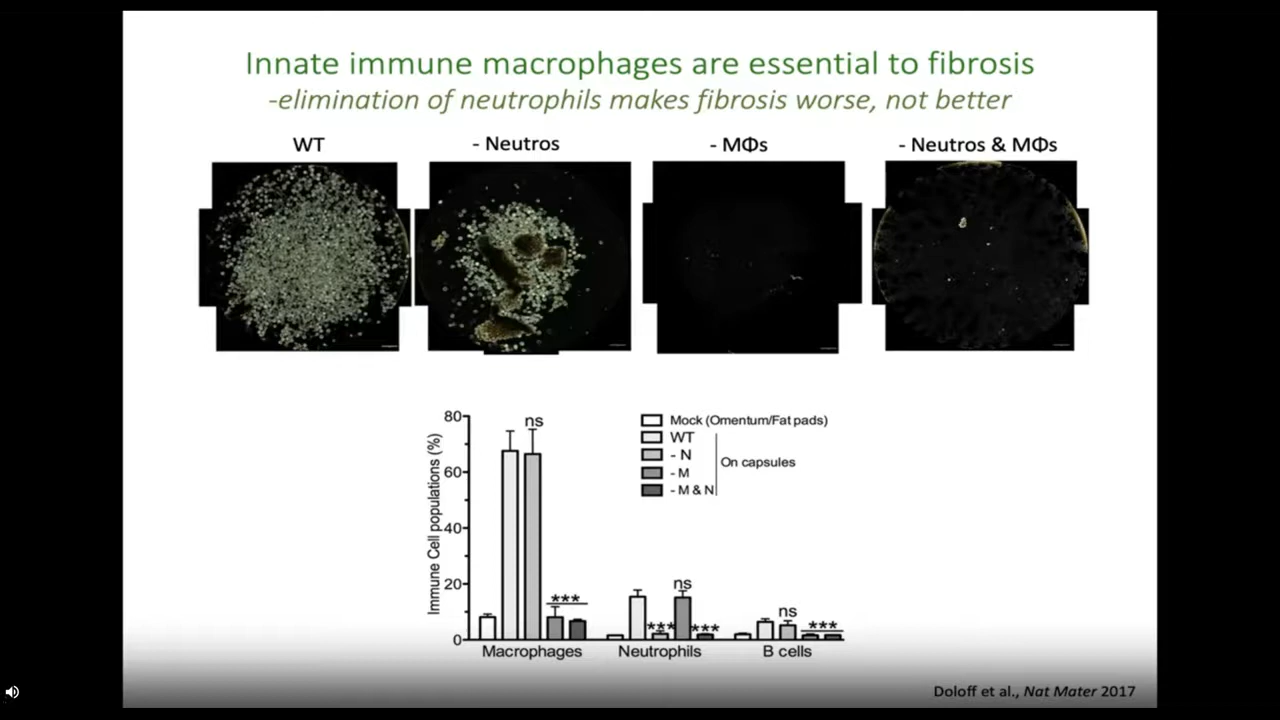 Innate immune macrophages are essential to fibrosis
-elimination of neutrophils makes fibrosis worse, not better
WT
- Neutros
- MΦs
- Neutros & MΦs
80
60
40
20
0
Immune Cell populations (%)
ns
***
ns
***
***
ns
***
Macrophages
Neutrophils
B cells
Mock (Omentum/Fat pads)
WT
- N
- M
- M & N
On capsules
Doloff et al., Nat Mater 2017